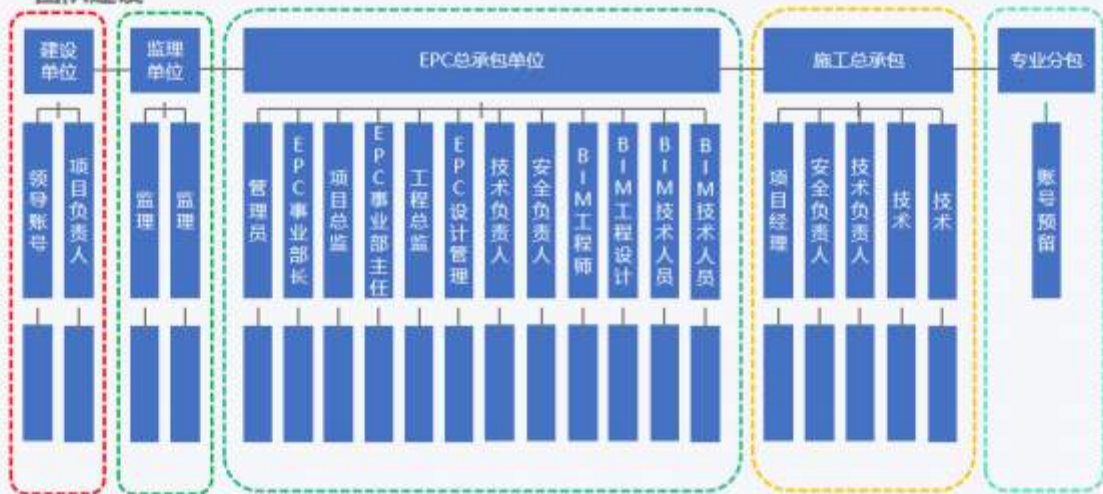 建设
单位
监理
单位
EPC总承包单位
施工总承包
专业分包
领导账号
项目负责人
监理
监理
管理员
EPC事业部长
项目总监
EPC事业部主任
工程总监
EPC设计管理
技术负责人
安全负责人
BIM工程师
BIM工程设计
BIM技术人员
BIM技术人员
项目经理
安全负责人
技术负责人
技术
技术
账号预留